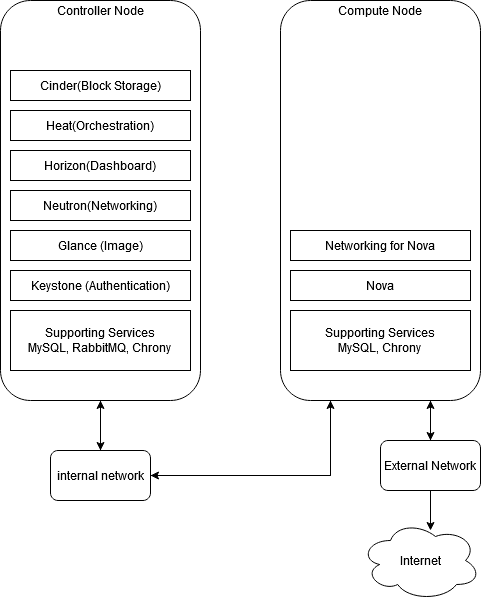 Controller Node
Cinder(Block Storage)
Heat(Orchestration)
Horizon(Dashboard)
Neutron(Networking)
Glance (Image)
Keystone (Authentication)
Supporting Services
MySQL, RabbitMQ, Chrony
Compute Node
Networking for Nova
Nova
Supporting Services
MySQL, Chrony
internal network
External Network
Internet